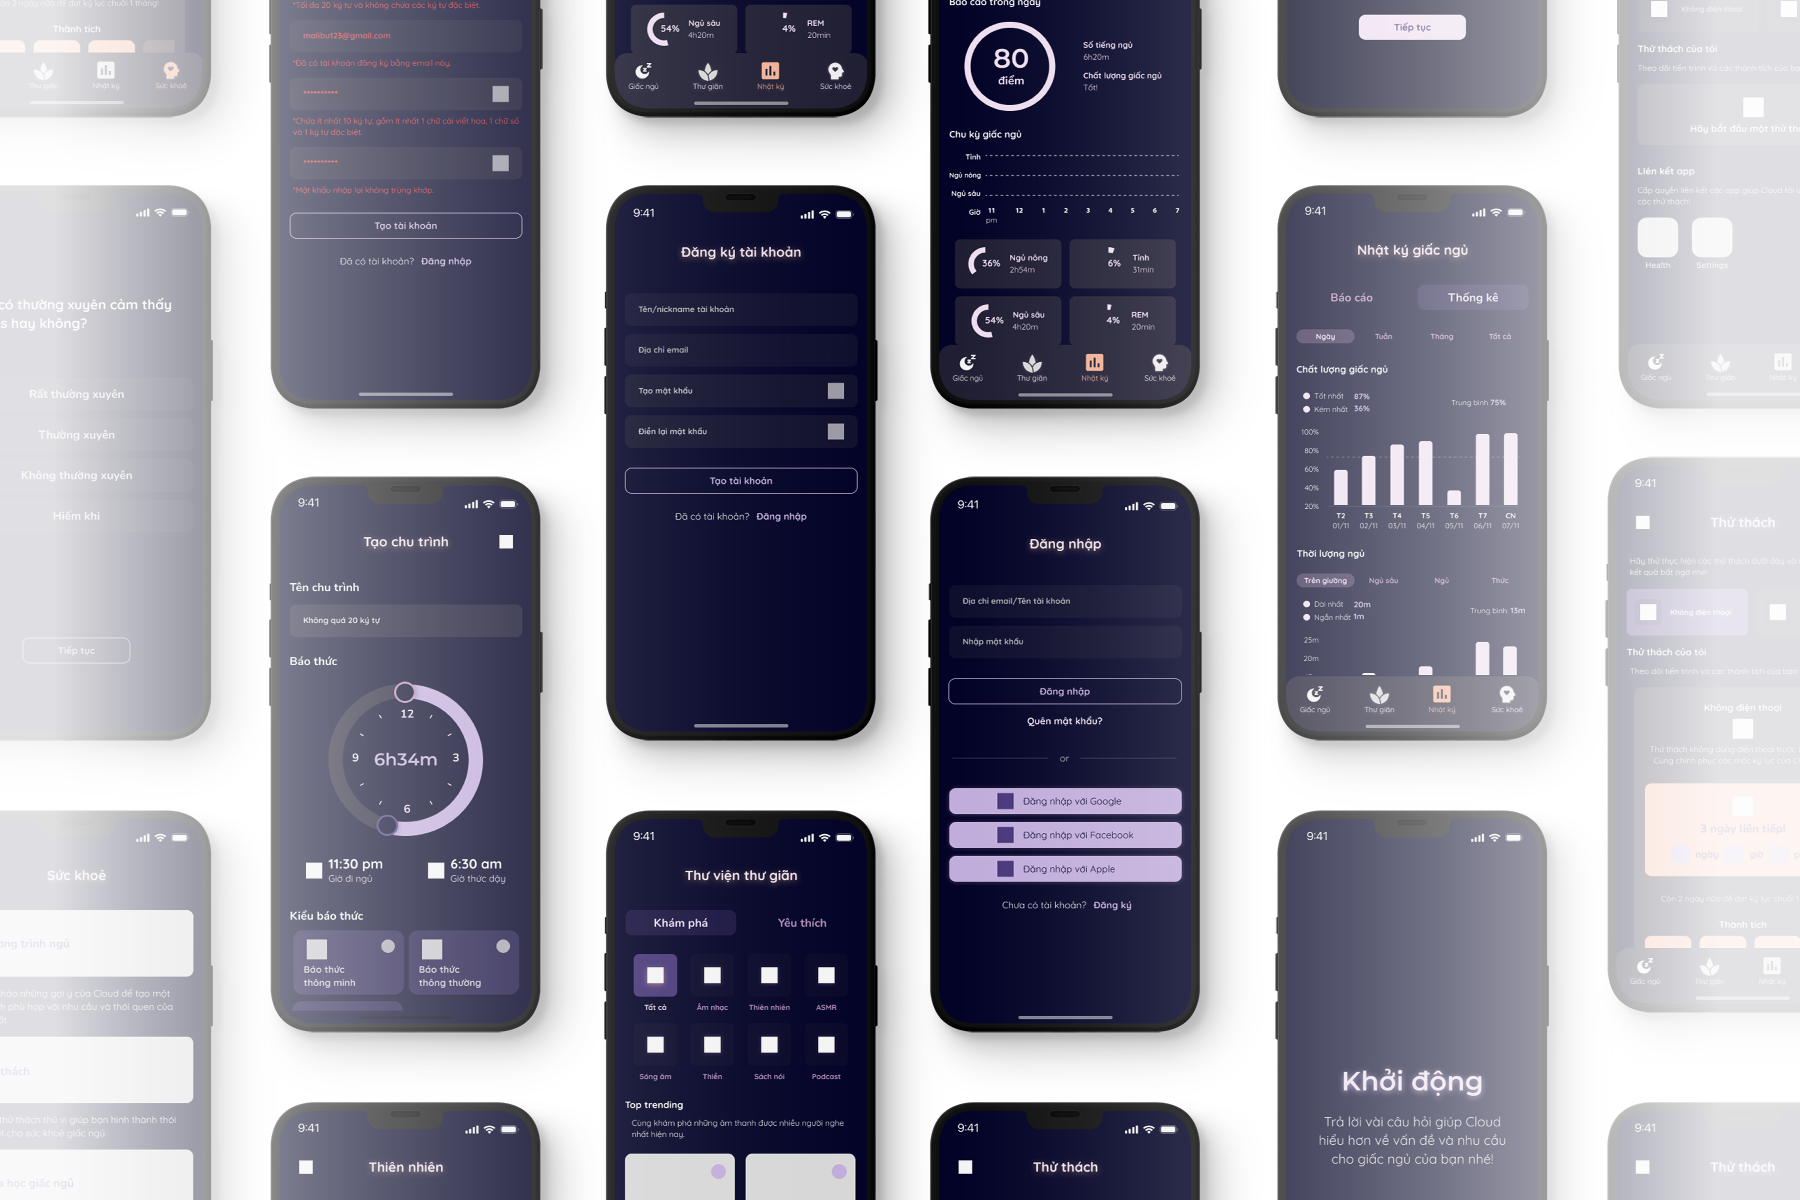 3 ngày nữa để đạt kỷ lục chuỗi 1 tháng!
Thành tích
Thư giãn
Nhật ký
Sức khoẻ
có thường xuyên cảm thấy
s hay không?
Rất thường xuyên
Thường xuyên
Không thường xuyên
Hiếm khi
Tiếp tục
Sức khoẻ
trình ngủ
những gợi ý của Cloud để tạo một
phù hợp với nhu cầu và thói quen của
thách
thử thách thú vị giúp bạn hình thành thói
cho sức khoẻ giấc ngủ
học giấc ngủ
*Tối đa 20 ký tự và không chứa các ký tự đặc biệt.
malibut23@gmail.com
*Đã có tài khoản đăng ký bằng email này.
**********
*Chứa ít nhất 10 ký tự, gồm ít nhất 1 chữ cái viết hoa, 1 chữ số
và 1 ký tự đặc biệt.
**********
*Mật khẩu nhập lại không trùng khớp.
Tạo tài khoản
Đã có tài khoản? Đăng nhập
9:41
Tạo chu trình
Tên chu trình
Không quá 20 ký tự
Báo thức
12
9 6h34m 3
6
11:30 pm 6:30 am
Giờ đi ngủ Giờ thức dậy
Kiểu báo thức
Báo thức Báo thức
thông minh thông thường
9:41
Thiên nhiên
54% Ngủ sâu 4h20m
4% REM 20min
Giấc ngủ Thư giãn Nhật ký Sức khoẻ
9:41
Đăng ký tài khoản
Tên/nickname tài khoản
Địa chỉ email
Tạo mật khẩu
Điền lại mật khẩu
Tạo tài khoản
Đã có tài khoản? Đăng nhập
9:41
Thư viện thư giãn
Khám phá Yêu thích
Tất cả Âm nhạc Thiên nhiên ASMR
Sóng âm Thiền Sách nói Podcast
Top trending
Cùng khám phá những âm thanh được nhiều người nghe
nhất hiện nay.
Báo cáo trong ngày
80
điểm
Số tiếng ngủ
6h20m
Chất lượng giấc ngủ
Tốt!
Chu kỳ giấc ngủ
Tỉnh
Ngủ nông
Ngủ sâu
Giờ 11 12 1 2 3 4 5 6 7
pm
36% Ngủ nông 2h54m
6% Tỉnh 31min
54% Ngủ sâu 4h20m
4% REM 20min
Giấc ngủ Thư giãn Nhật ký Sức khoẻ
9:41
Đăng nhập
Địa chỉ email/Tên tài khoản
Nhập mật khẩu
Đăng nhập
Quên mật khẩu?
or
Đăng nhập với Google
Đăng nhập với Facebook
Đăng nhập với Apple
Chưa có tài khoản? Đăng ký
9:41
Thử thách
Tiếp tục
9:41
Nhật ký giấc ngủ
Báo cáo Thống kê
Ngày Tuần Tháng Tất cả
Chất lượng giấc ngủ
Tốt nhất 87%
Kém nhất 36%
Trung bình 75%
100%
80%
60%
40%
20%
T2 T3 T4 T5 T6 T7 CN
01/11 02/11 03/11 04/11 05/11 06/11 07/11
Thời lượng ngủ
Trên giường Ngủ sâu Ngủ Thức
Dài nhất 20m
Ngắn nhất 1m
Trung bình 13m
25m
20m
Giấc ngủ Thư giãn Nhật ký Sức khoẻ
9:41
Khởi động
Trả lời vài câu hỏi giúp Cloud
hiểu hơn về vấn đề và nhu cầu
cho giấc ngủ của bạn nhé!
Không điện thoại
Thử thách của tôi
Theo dõi tiến trình và các thành tích của bạn
Hãy bắt đầu một thử
Liên kết app
Cấp quyền liên kết các app giúp Cloud
các thử thách!
Health Settings
Giấc ngủ Thư giãn Nhật ký
9:41
Thử thách
Hãy thử thực hiện các thử thách dưới đây
kết quả bất ngờ nhé!
Không điện thoại
Thử thách của tôi
Theo dõi tiến trình và các thành tích của bạn
Không điện thoại
Thử thách không dùng điện thoại trước
Cùng chinh phục các mốc kỷ lục của
3 ngày liên tiếp!
ngày giờ
Còn 2 ngày nữa để đạt kỷ lục chuỗi
Thành tích
Giấc ngủ Thư giãn Nhật ký
9:41
Thử thách